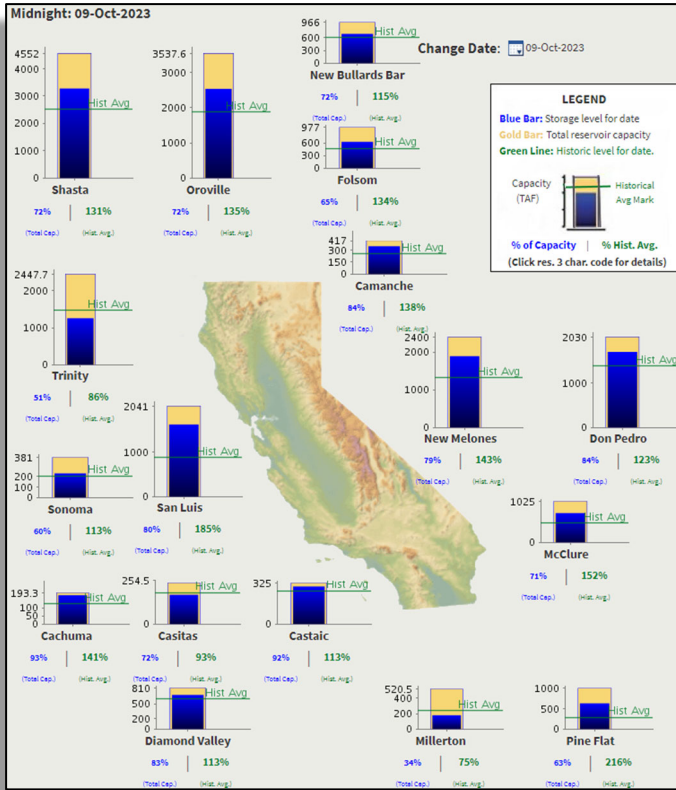 Midnight: 09-Oct-2023
Change Date: 09-Oct-2023
4552
4000
3000
2000
1000
0
Hist Avg
Shasta
72% | 131%
(Total Cap.) (Hist. Avg.)
3537.6
3000
2000
1000
0
Hist Avg
Oroville
72% | 135%
(Total Cap.) (Hist. Avg.)
966
600
300
0
Hist Avg
New Bullards Bar
72% | 115%
(Total Cap.) (Hist. Avg.)
977
600
300
0
Hist Avg
Folsom
65% | 134%
(Total Cap.) (Hist. Avg.)
417
300
150
0
Hist Avg
Camanche
84% | 138%
(Total Cap.) (Hist. Avg.)
LEGEND
Blue Bar: Storage level for date
Gold Bar: Total reservoir capacity
Green Line: Historic level for date.
Capacity
(TAF)
Historical
Avg Mark
% of Capacity | % Hist. Avg.
(Click res. 3 char. code for details)
2447.7
2000
1000
0
Hist Avg
Trinity
51% | 86%
(Total Cap.) (Hist. Avg.)
2400
2000
1000
0
Hist Avg
New Melones
79% | 143%
(Total Cap.) (Hist. Avg.)
2030
1000
0
Hist Avg
Don Pedro
84% | 123%
(Total Cap.) (Hist. Avg.)
381
200
100
0
Hist Avg
Sonoma
60% | 113%
(Total Cap.) (Hist. Avg.)
2041
1000
0
Hist Avg
San Luis
80% | 185%
(Total Cap.) (Hist. Avg.)
1025
500
0
Hist Avg
McClure
71% | 152%
(Total Cap.) (Hist. Avg.)
193.3
100
50
0
Hist Avg
Cachuma
93% | 141%
(Total Cap.) (Hist. Avg.)
254.5
100
0
Hist Avg
Casitas
72% | 93%
(Total Cap.) (Hist. Avg.)
325
100
0
Hist Avg
Castaic
92% | 113%
(Total Cap.) (Hist. Avg.)
810
500
200
0
Hist Avg
Diamond Valley
83% | 113%
(Total Cap.) (Hist. Avg.)
520.5
400
200
0
Hist Avg
Millerton
34% | 75%
(Total Cap.) (Hist. Avg.)
1000
500
0
Hist Avg
Pine Flat
63% | 216%
(Total Cap.) (Hist. Avg.)